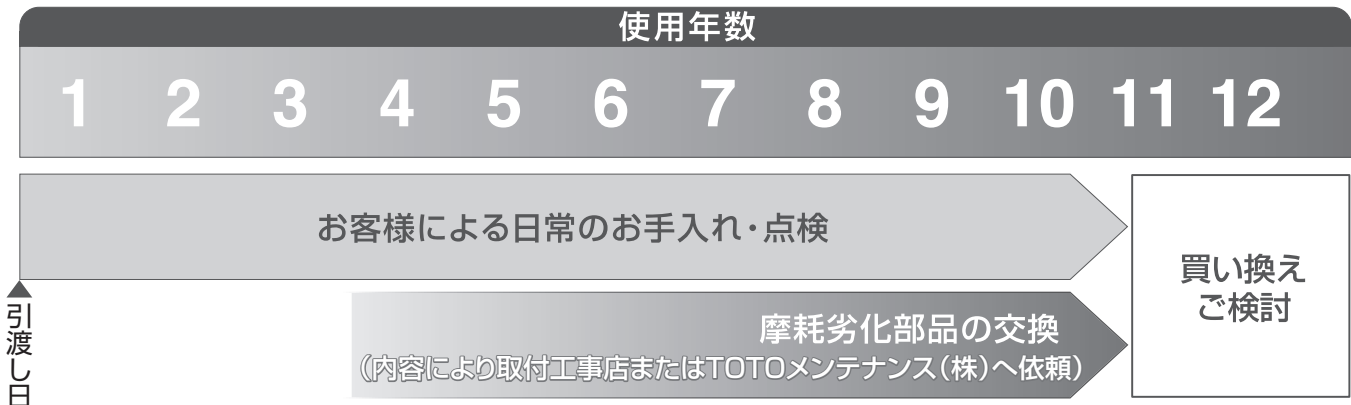 使用年数
1 2 3 4 5 6 7 8 9 10 11 12
お客様による日常のお手入れ・点検
買い換え
ご検討
引渡し日
摩耗劣化部品の交換
（内容により取付工事店またはTOTOメンテナンス（株）へ依頼）